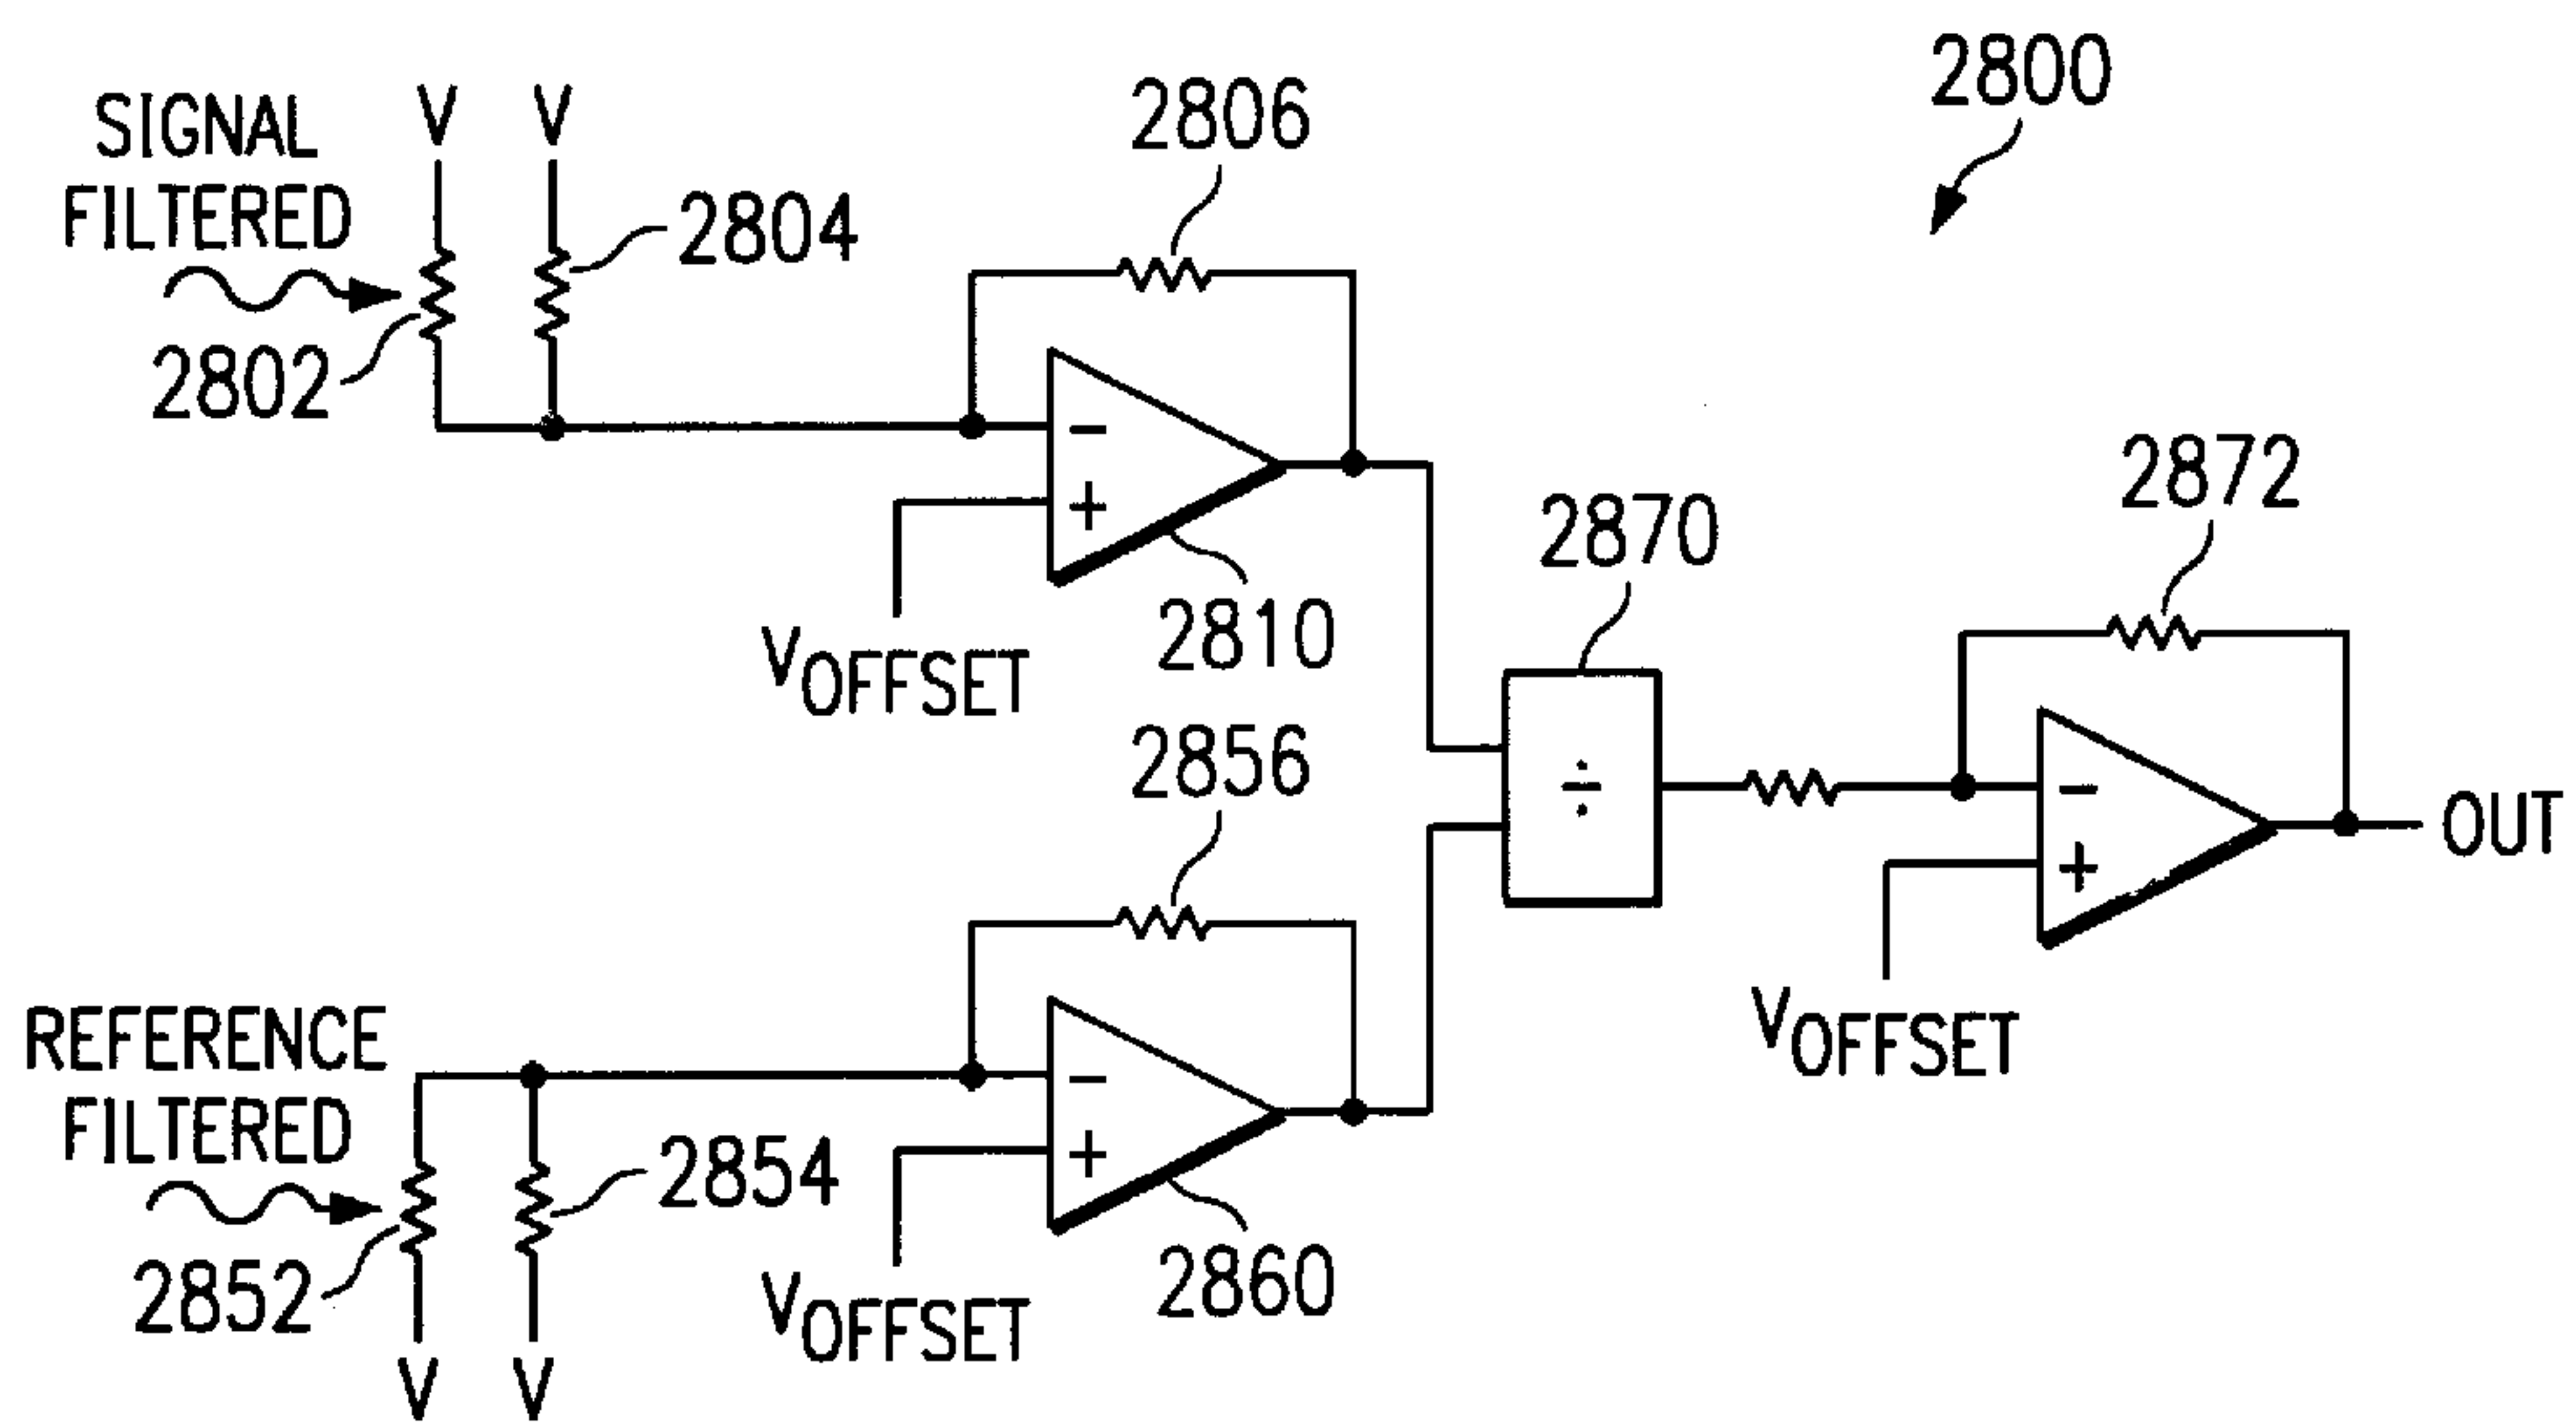 2800
SIGNAL
FILTERED
V
V
2806
2804
2802
−
+
2810
VOFFSET
2870
2872
÷
−
+
OUT
VOFFSET
2856
REFERENCE
FILTERED
2854
2852
−
+
2860
VOFFSET
V
V